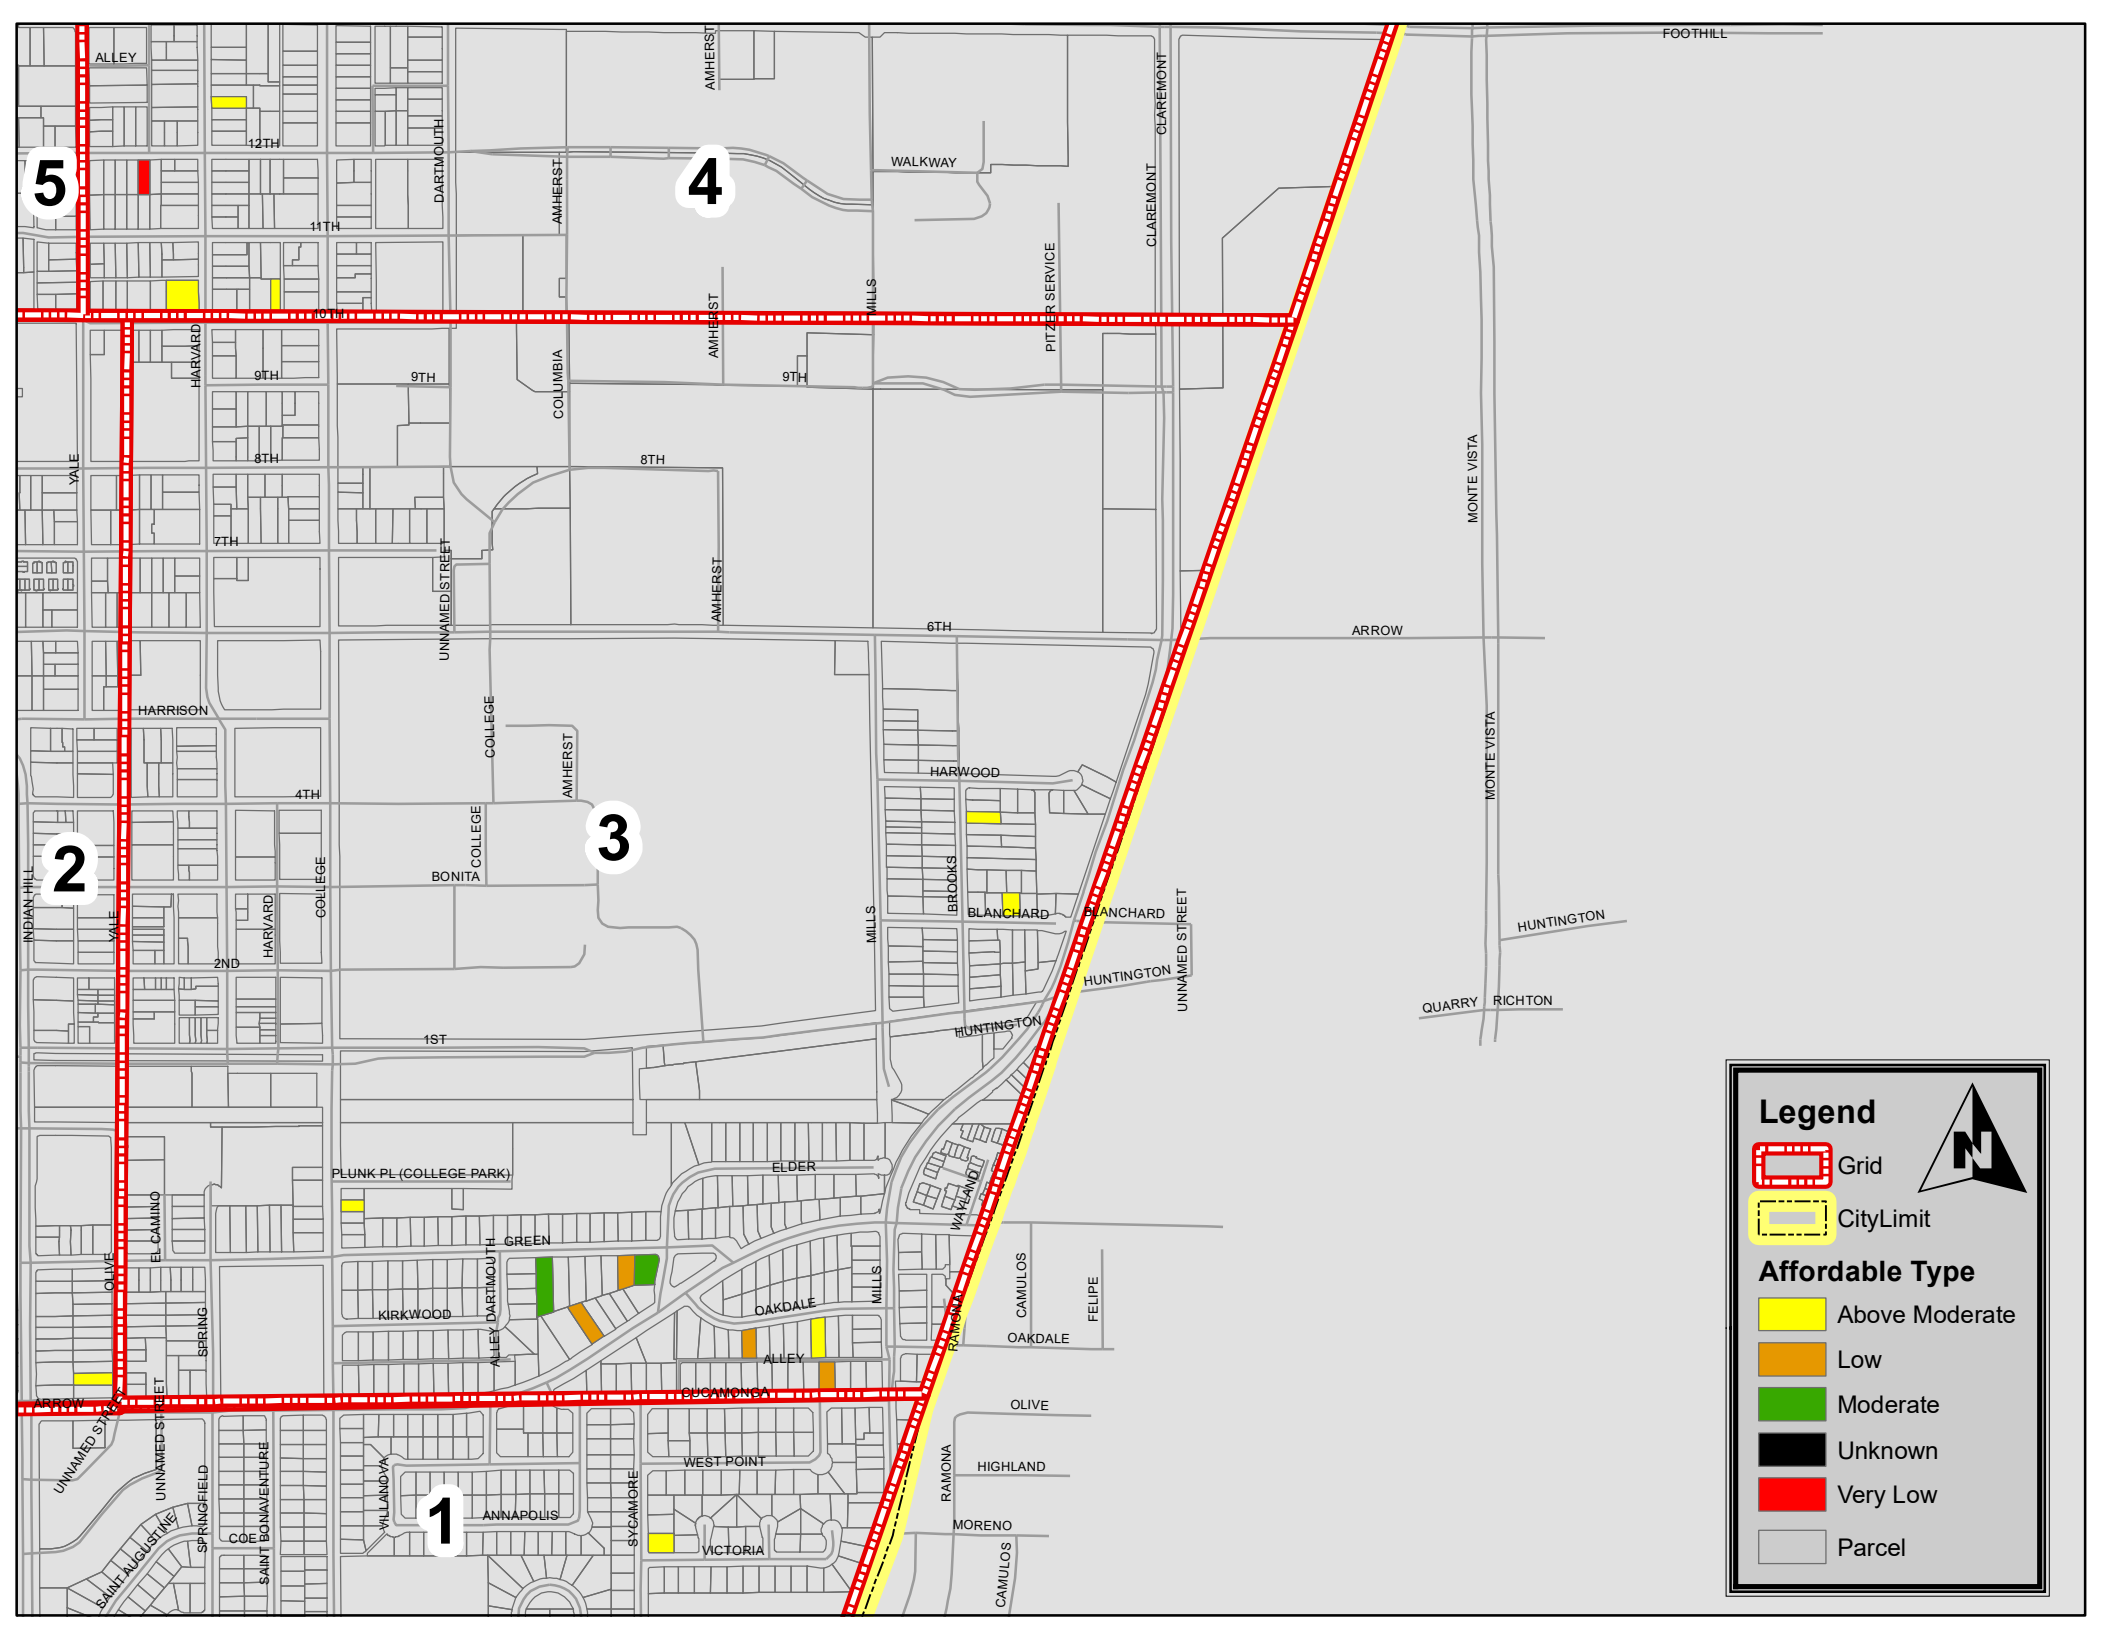 FOOTHILL
ALLEY
AMHERST
CLAREMONT
DARTMOUTH
12TH
WALKWAY
5
4
AMHERST
CLAREMONT
11TH
PITZER SERVICE
MILLS
10TH
AMHERST
HARVARD
COLUMBIA
9TH
9TH
9TH
YALE
8TH
8TH
MONTE VISTA
7TH
UNNAMED STREET
AMHERST
6TH
ARROW
HARRISON
COLLEGE
AMHERST
MONTE VISTA
HARWOOD
4TH
COLLEGE
3
2
INDIAN HILL
YALE
HARVARD
COLLEGE
BONITA
MILLS
BROOKS
BLANCHARD
BLANCHARD
UNNAMED STREET
HUNTINGTON
2ND
HUNTINGTON
QUARRY
RICHTON
HUNTINGTON
1ST
PLUNK PL (COLLEGE PARK)
ELDER
WAYLAND
EL CAMINO
OLIVE
GREEN
ALLEY DARTMOUTH
MILLS
CAMULOS
FELIPE
SPRING
KIRKWOOD
OAKDALE
RAMONA
OAKDALE
ALLEY
CUCAMONGA
ARROW
UNNAMED STREET
UNNAMED STREET
OLIVE
SPRINGFIELD
SAINT BONAVENTURE
VILLANOVA
SYCAMORE
WEST POINT
RAMONA
HIGHLAND
1
ANNAPOLIS
MORENO
SAINT AUGUSTINE
COE
VICTORIA
CAMULOS
Legend
N
Grid
CityLimit
Affordable Type
Above Moderate
Low
Moderate
Unknown
Very Low
Parcel